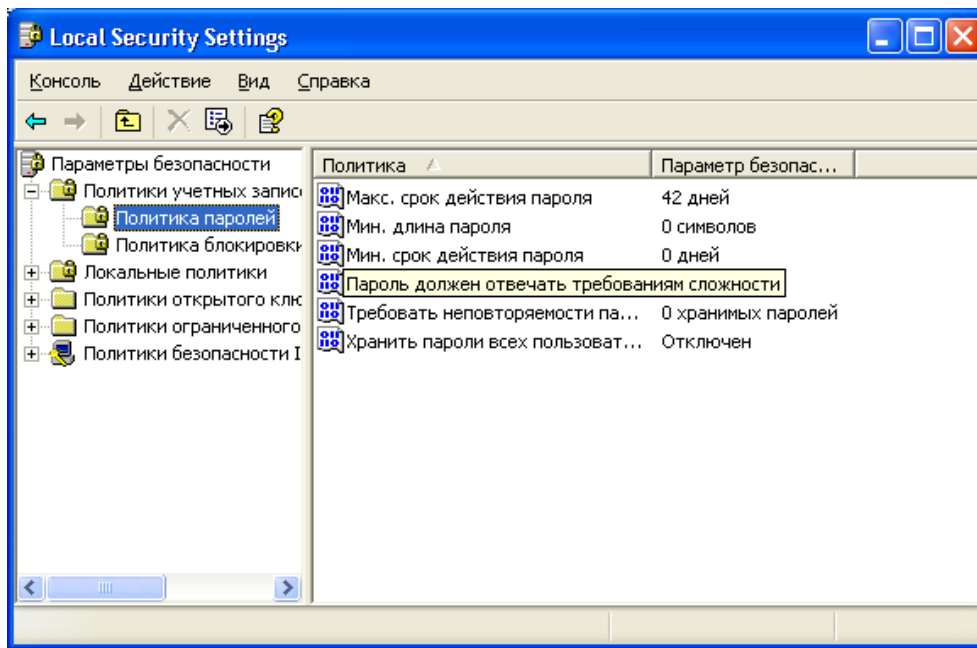 Local Security Settings
Консоль Действие Вид Справка
Параметры безопасности
Политики учетных записе
Политика паролей
Политика блокировки
Локальные политики
Политики открытого клю
Политики ограниченного
Политики безопасности I
Политика Параметр безопас...
Макс. срок действия пароля 42 дней
Мин. длина пароля 0 символов
Мин. срок действия пароля 0 дней
Пароль должен отвечать требованиям сложности
Требовать неповторяемости па... 0 хранимых паролей
Хранить пароли всех пользоват... Отключен